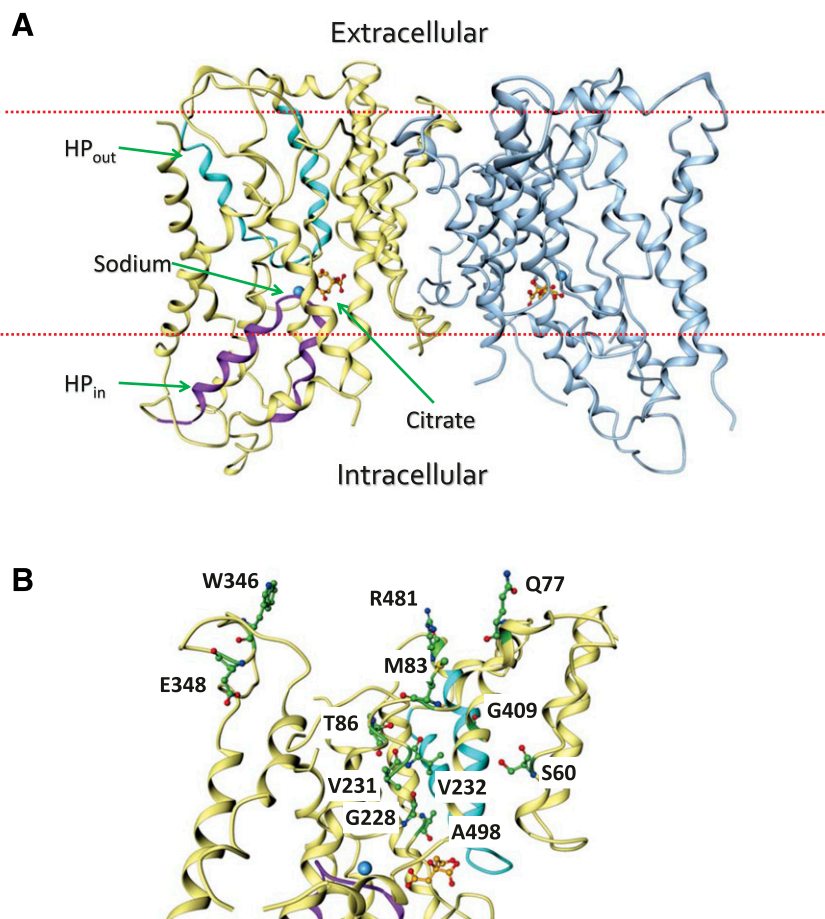 A
Extracellular
HPout
Sodium
HPin
Citrate
Intracellular
B
W346
Q77
R481
M83
E348
G409
T86
S60
V231
V232
G228
A498